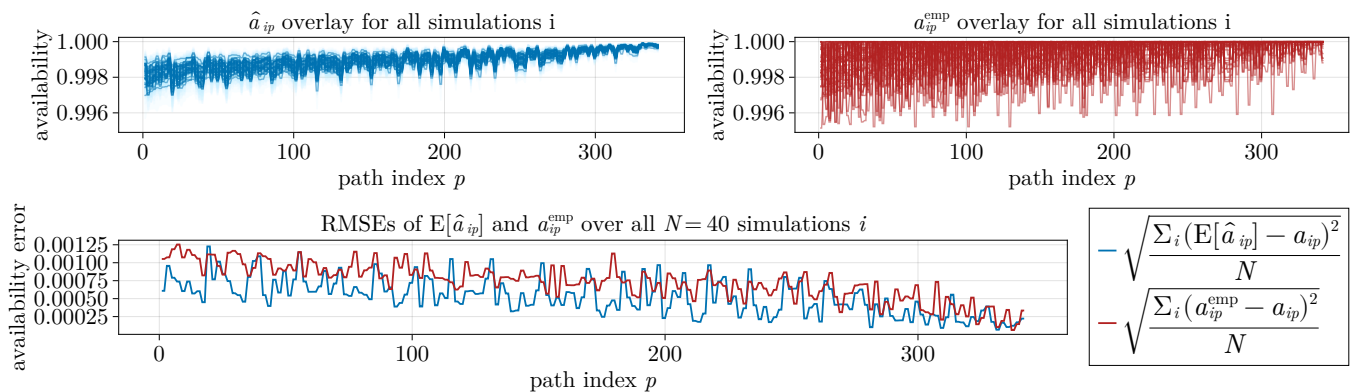 â_ip overlay for all simulations i
availability
1.000
0.998
0.996
0
100
200
300
path index p
a_ip^emp overlay for all simulations i
availability
1.000
0.998
0.996
0
100
200
300
path index p
RMSEs of E[â_ip] and a_ip^emp over all N = 40 simulations i
availability error
0.00125
0.00100
0.00075
0.00050
0.00025
0
100
200
300
path index p
√(Σ_i(E[â_ip] − a_ip)²/N)
√(Σ_i(a_ip^emp − a_ip)²/N)